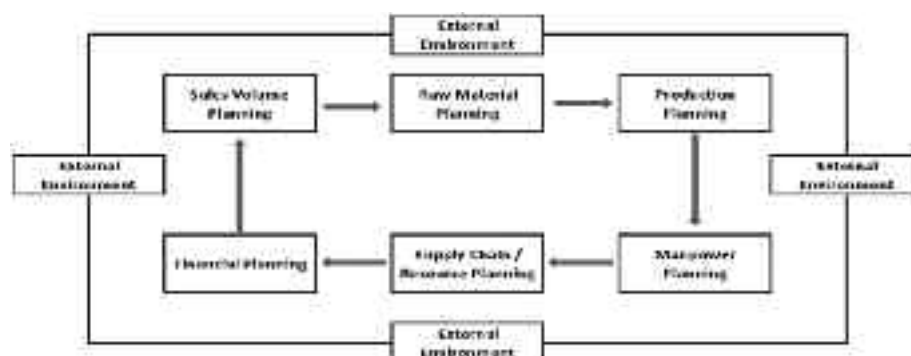 External
Environment
Sales Volume
Planning
Raw Material
Planning
Production
Planning
External
Environment
External
Environment
Financial Planning
Supply Chain /
Resource Planning
Manpower
Planning
External
Environment